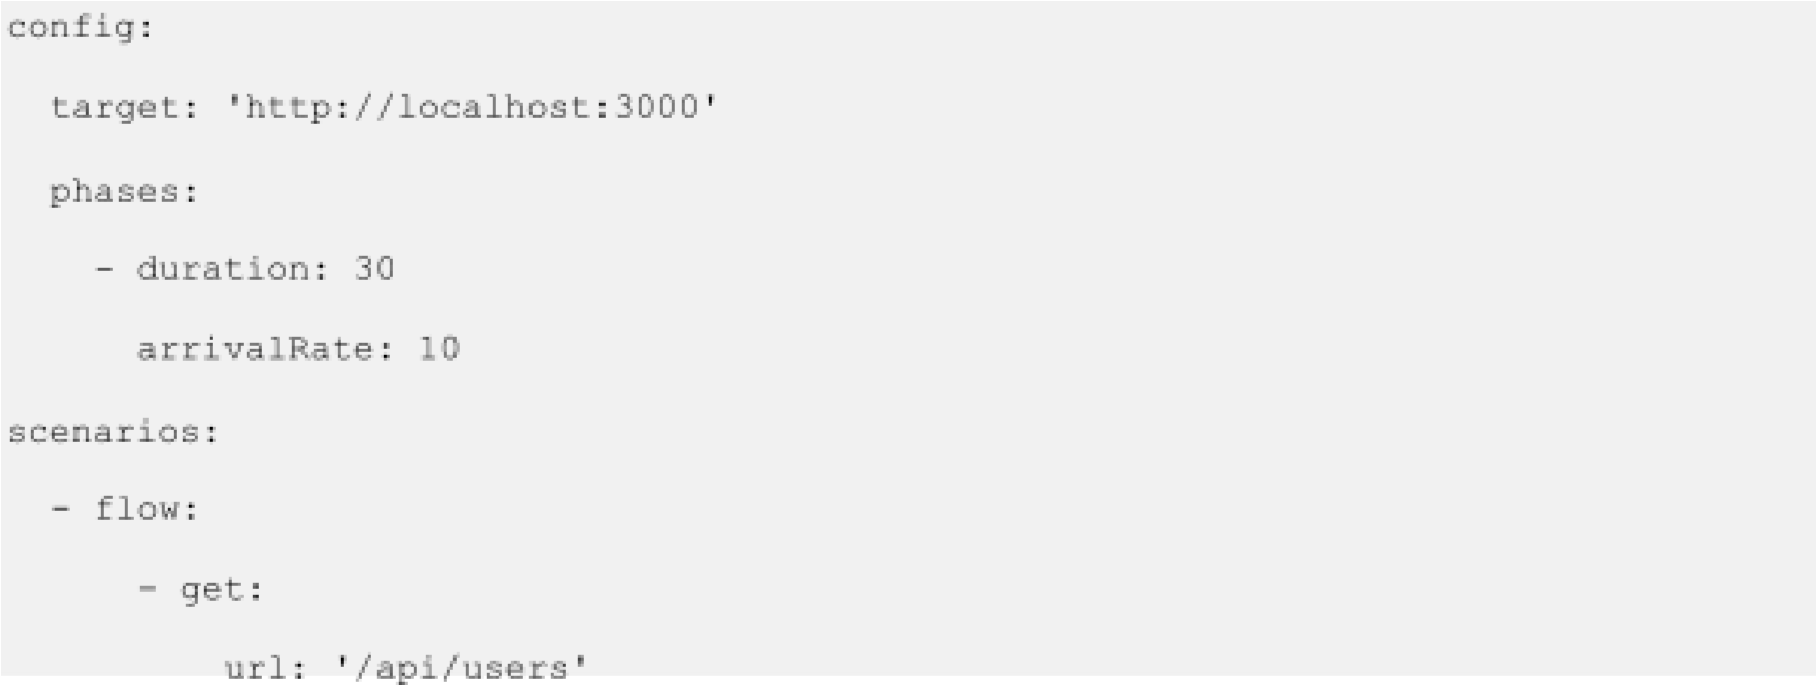 config:
  target: 'http://localhost:3000'
  phases:
    - duration: 30
      arrivalRate: 10
scenarios:
  - flow:
      - get:
          url: '/api/users'